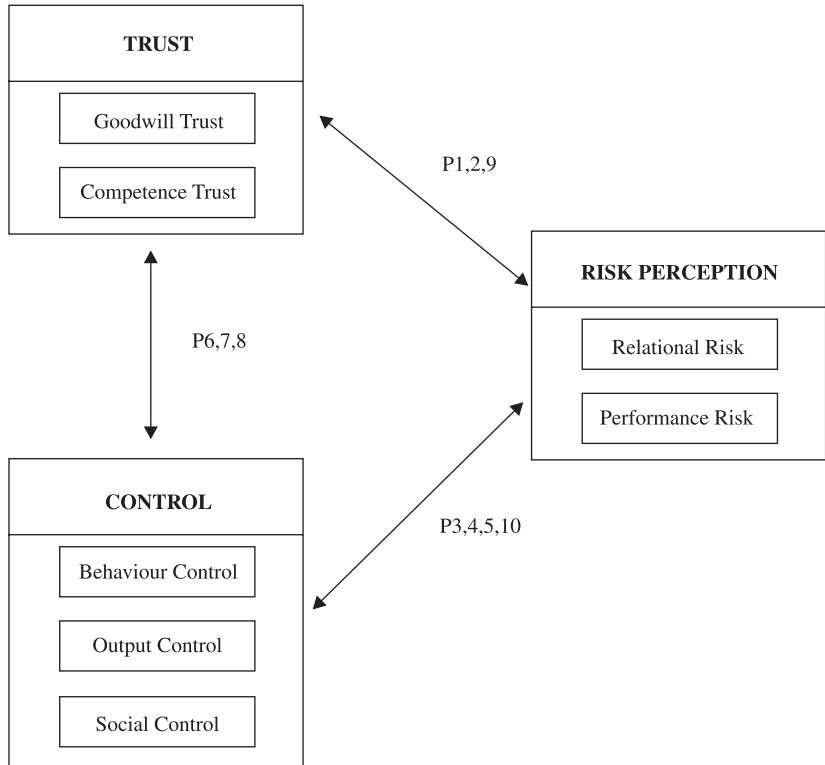 TRUST
Goodwill Trust
Competence Trust
P1,2,9
RISK PERCEPTION
Relational Risk
Performance Risk
P6,7,8
P3,4,5,10
CONTROL
Behaviour Control
Output Control
Social Control